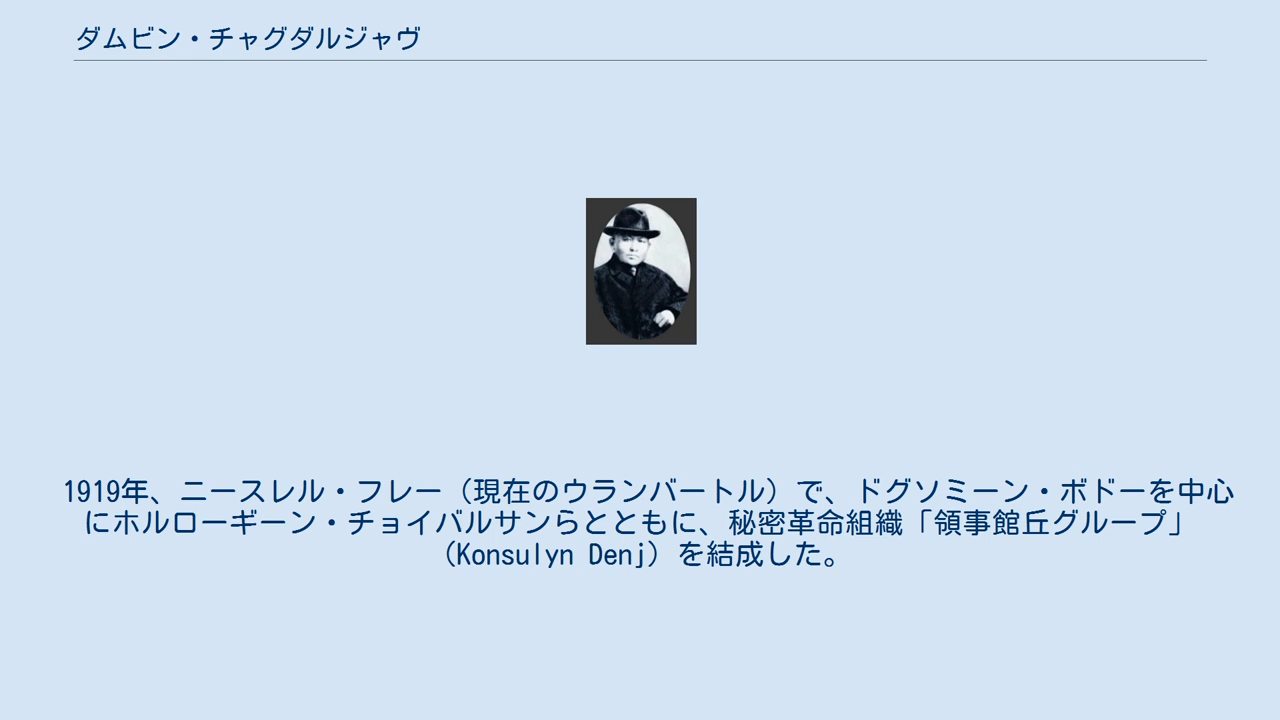 ダムビン・チャグダルジャヴ
1919年、ニースレル・フレー（現在のウランバートル）で、ドグソミーン・ボドーを中心
にホルローギーン・チョイバルサンらとともに、秘密革命組織「領事館丘グループ」
（Konsulyn Denj）を結成した。